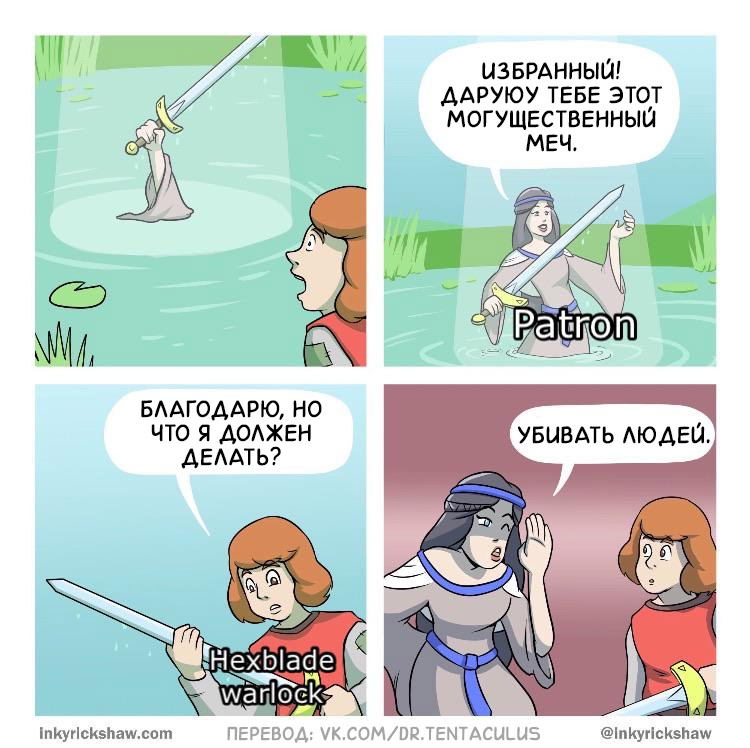 ИЗБРАННЫЙ!
ДАРУЮУ ТЕБЕ ЭТОТ
МОГУЩЕСТВЕННЫЙ
МЕЧ.
Patron
БЛАГОДАРЮ, НО
ЧТО Я ДОЛЖЕН
ДЕЛАТЬ?
Hexblade
warlock
УБИВАТЬ ЛЮДЕЙ.
inkyrickshaw.com
ПЕРЕВОД: VK.COM/DR.TENTACULUS
@inkyrickshaw